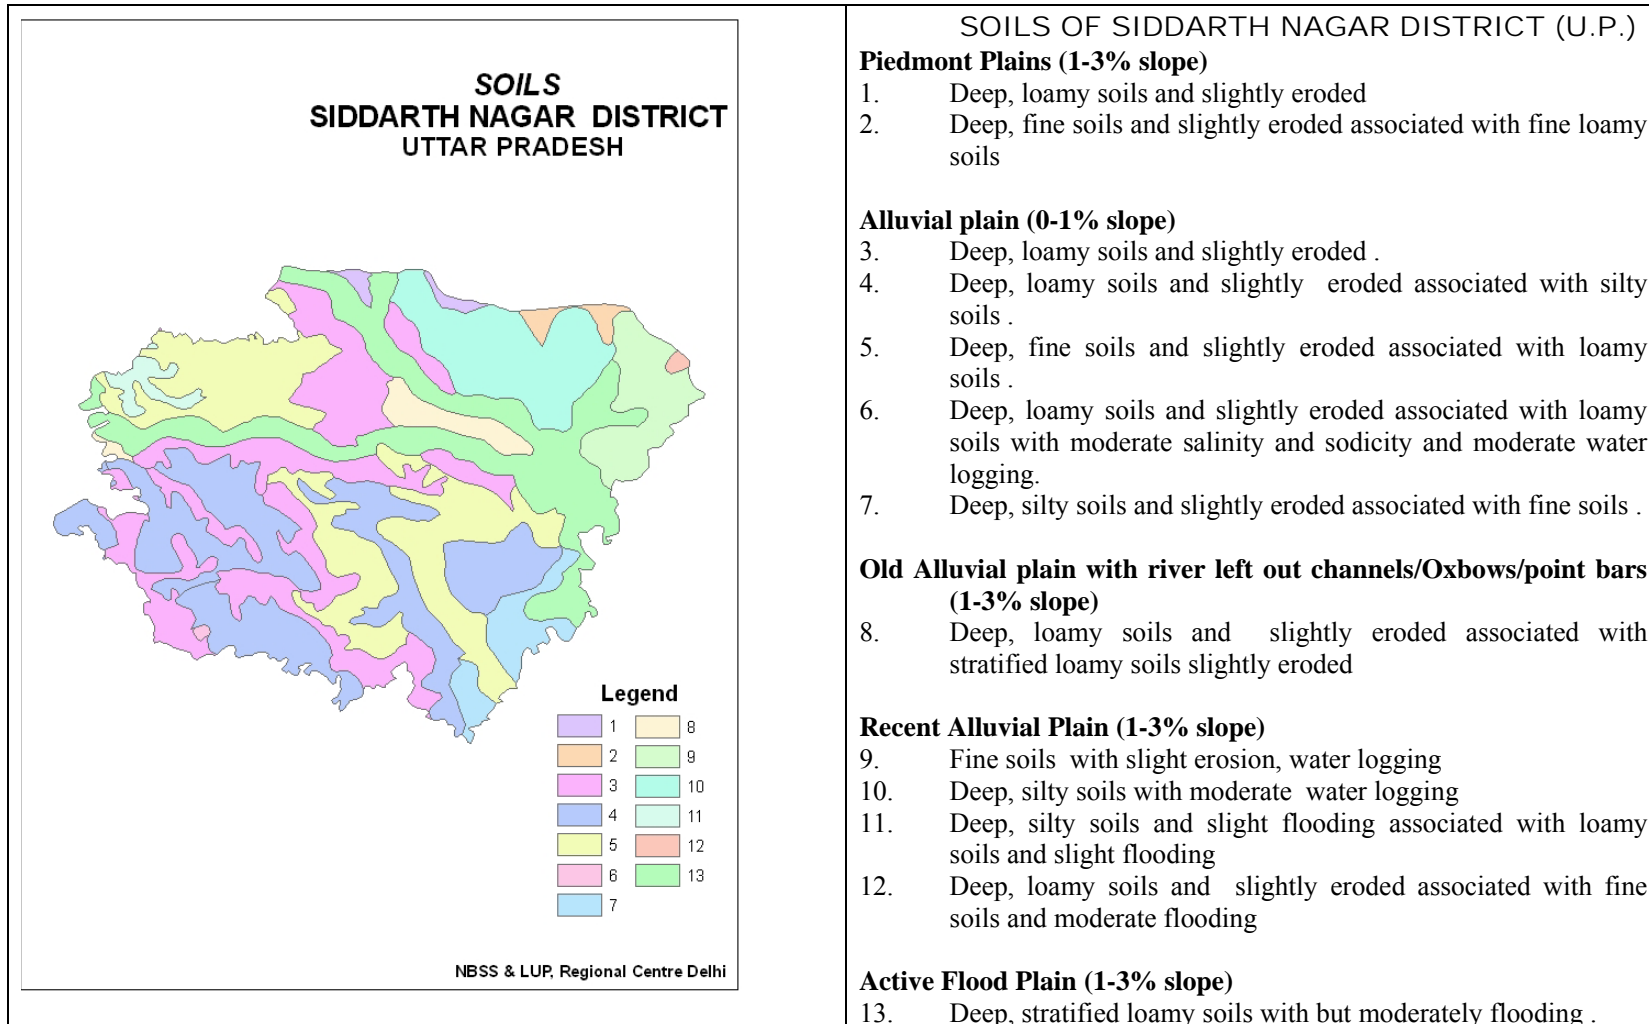 SOILS
SIDDARTH NAGAR DISTRICT
UTTAR PRADESH
Legend
1
2
3
4
5
6
7
8
9
10
11
12
13
NBSS & LUP, Regional Centre Delhi
SOILS OF SIDDARTH NAGAR DISTRICT (U.P.)
Piedmont Plains (1-3% slope)
1. Deep, loamy soils and slightly eroded
2. Deep, fine soils and slightly eroded associated with fine loamy
soils
Alluvial plain (0-1% slope)
3. Deep, loamy soils and slightly eroded .
4. Deep, loamy soils and slightly eroded associated with silty
soils .
5. Deep, fine soils and slightly eroded associated with loamy
soils .
6. Deep, loamy soils and slightly eroded associated with loamy
soils with moderate salinity and sodicity and moderate water
logging.
7. Deep, silty soils and slightly eroded associated with fine soils .
Old Alluvial plain with river left out channels/Oxbows/point bars
(1-3% slope)
8. Deep, loamy soils and slightly eroded associated with
stratified loamy soils slightly eroded
Recent Alluvial Plain (1-3% slope)
9. Fine soils with slight erosion, water logging
10. Deep, silty soils with moderate water logging
11. Deep, silty soils and slight flooding associated with loamy
soils and slight flooding
12. Deep, loamy soils and slightly eroded associated with fine
soils and moderate flooding
Active Flood Plain (1-3% slope)
13. Deep, stratified loamy soils with but moderately flooding .